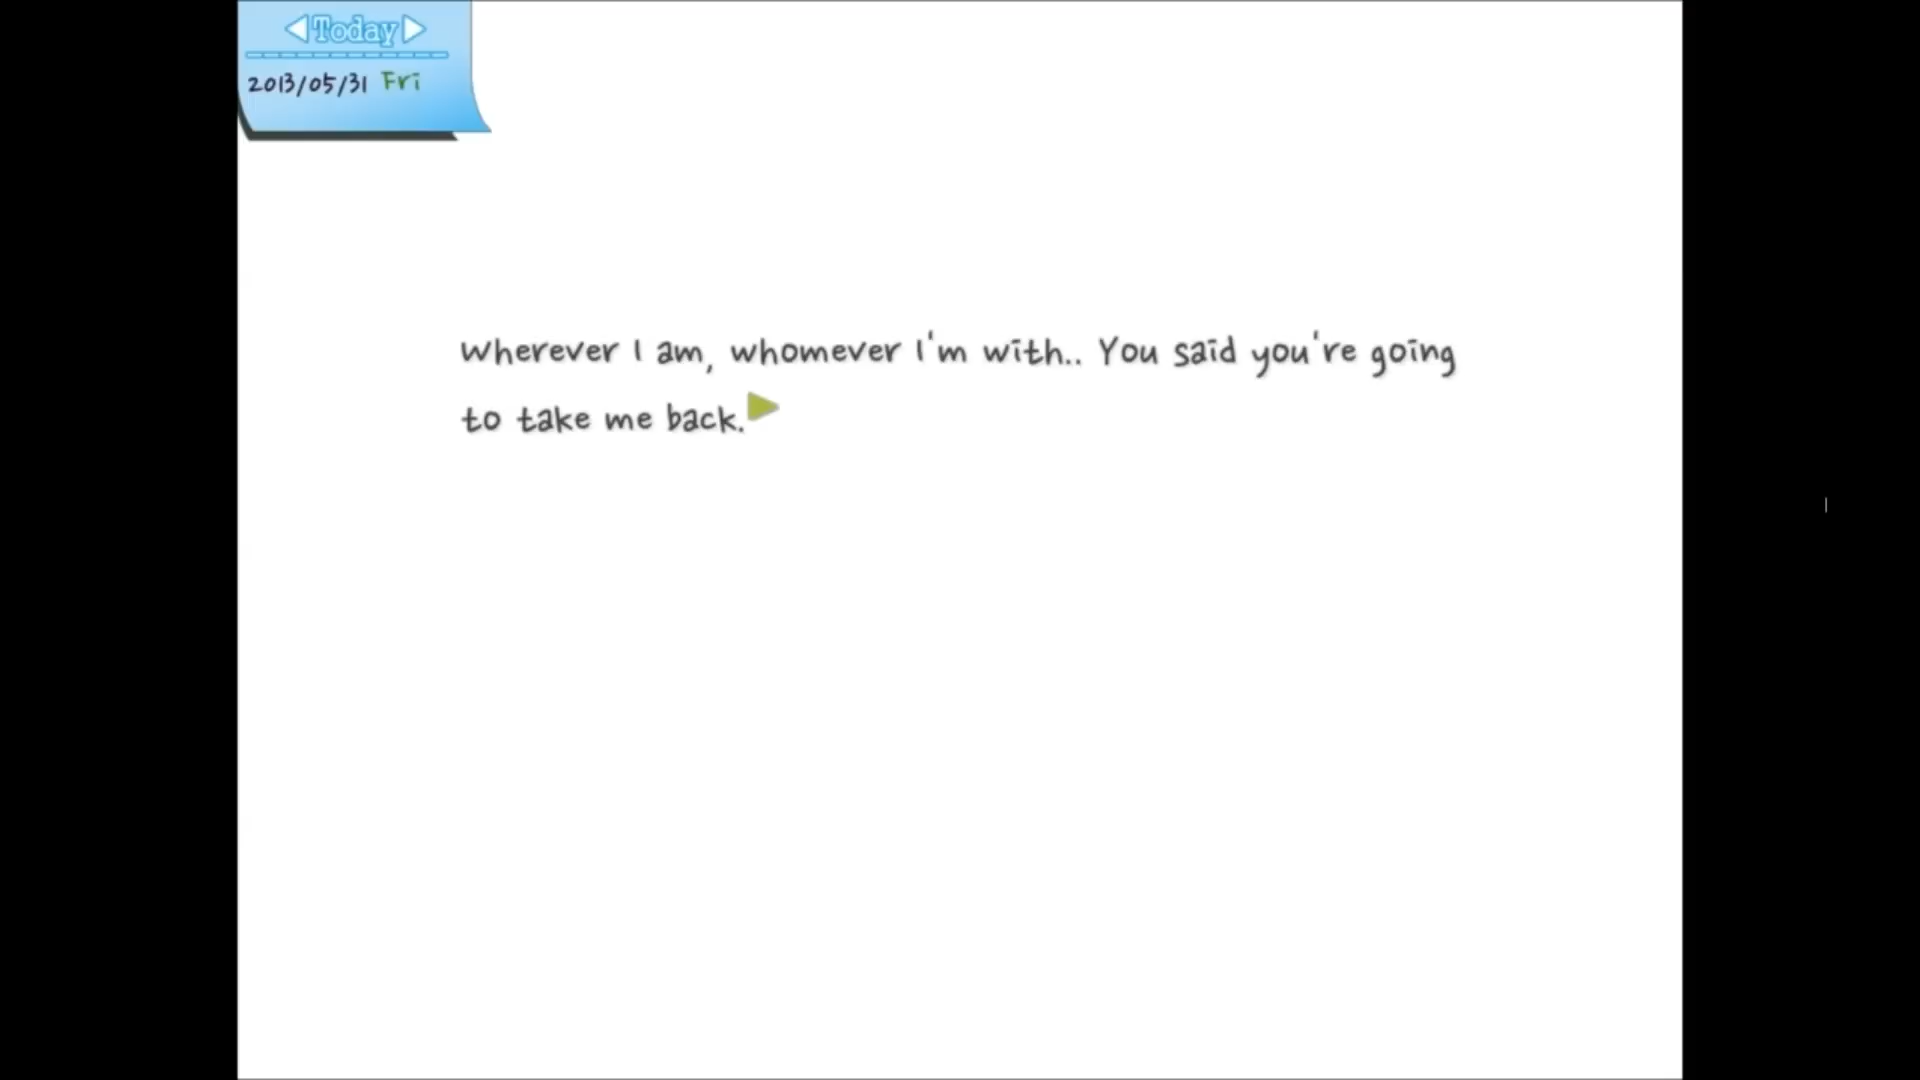 Today
2013/05/31 Fri
Wherever I am, whomever I'm with.. You said you're going
to take me back.